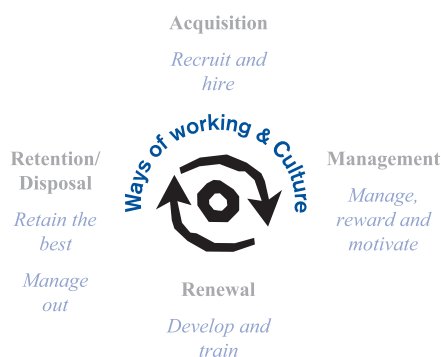 Acquisition
Recruit and
hire
Ways of working & Culture
Retention/
Disposal
Retain the
best
Manage
out
Management
Manage,
reward and
motivate
Renewal
Develop and
train